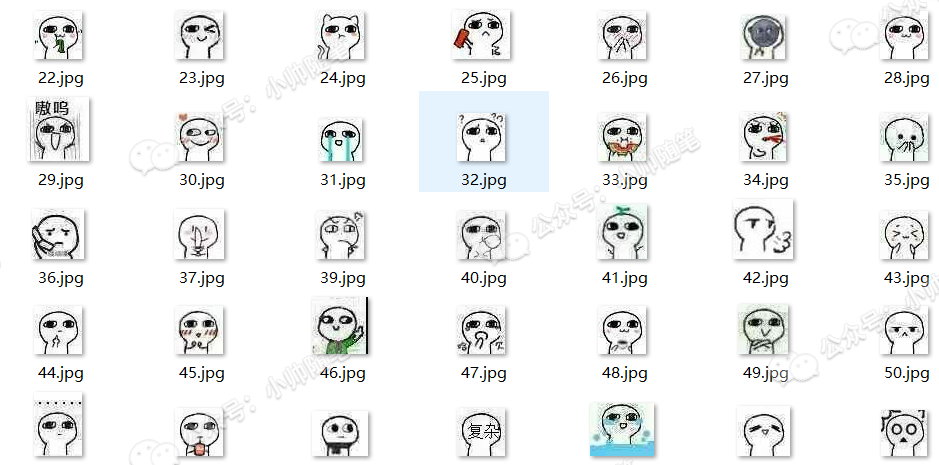 22.jpg 23.jpg 24.jpg 25.jpg 26.jpg 27.jpg 28.jpg
嗷呜
29.jpg 30.jpg 31.jpg 32.jpg 33.jpg 34.jpg 35.jpg
36.jpg 37.jpg 39.jpg 40.jpg 41.jpg 42.jpg 43.jpg
44.jpg 45.jpg 46.jpg 47.jpg 48.jpg 49.jpg 50.jpg
复杂
公众号：小帅随笔